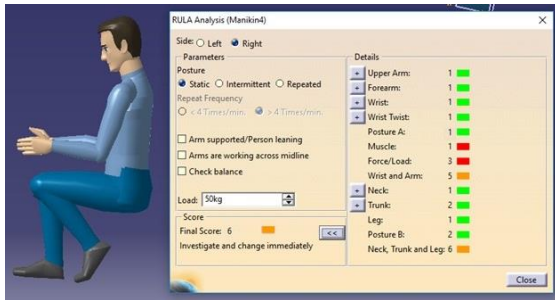 RULA Analysis (Manikin4)
Side: Left Right
Parameters
Posture
Static Intermittent Repeated
Repeat Frequency
< 4 Times/min. > 4 Times/min.
Arm supported/Person leaning
Arms are working across midline
Check balance
Load: 50kg
Score
Final Score: 6
<<
Investigate and change immediately
Details
+ Upper Arm: 1
+ Forearm: 1
+ Wrist: 1
+ Wrist Twist: 1
Posture A: 1
Muscle: 1
Force/Load: 3
Wrist and Arm: 5
+ Neck: 1
+ Trunk: 2
Leg: 1
Posture B: 2
Neck, Trunk and Leg: 6
Close